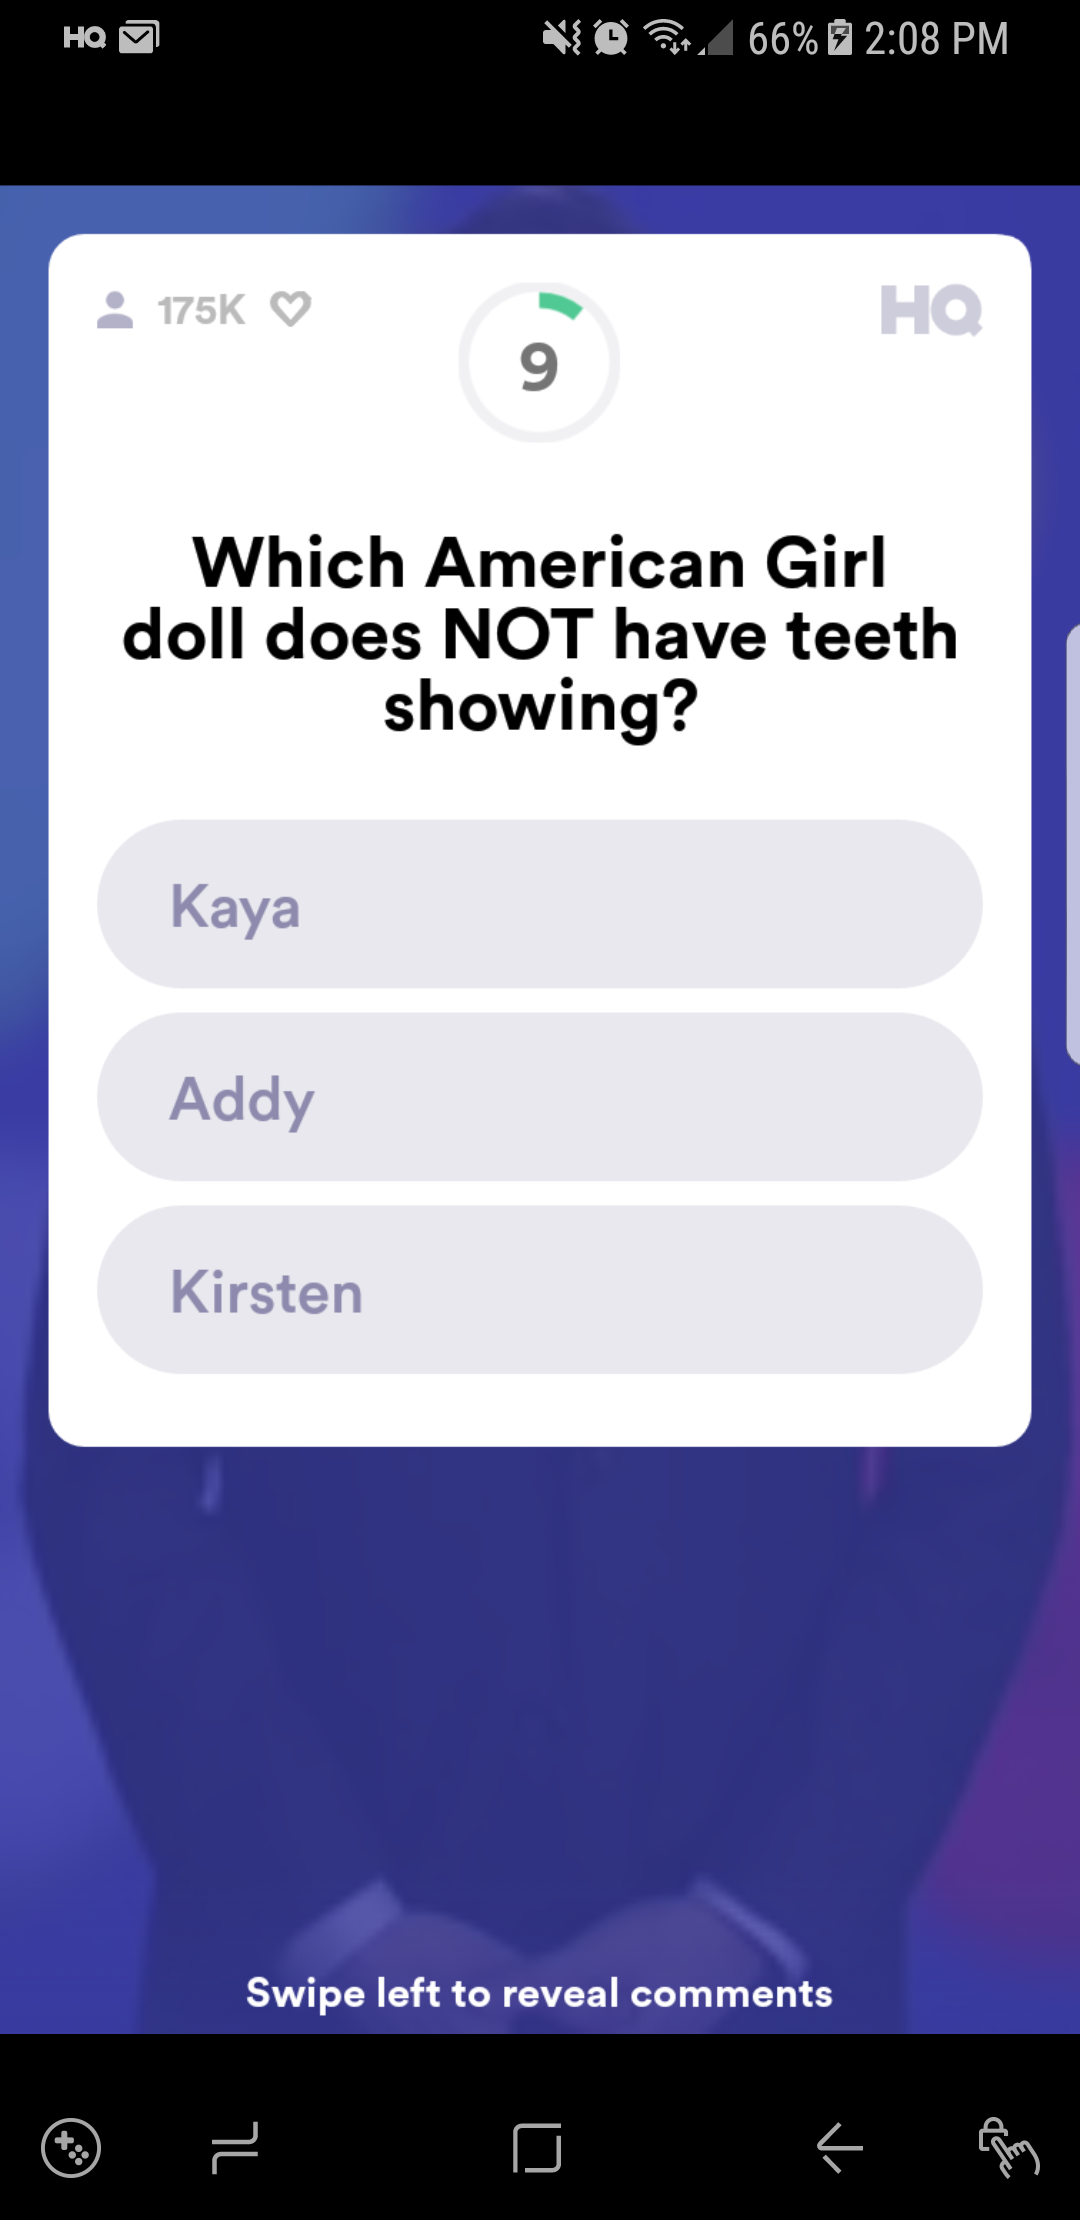 HQ 66% 2:08 PM
175K 9 HQ
Which American Girl
doll does NOT have teeth
showing?
Kaya
Addy
Kirsten
Swipe left to reveal comments